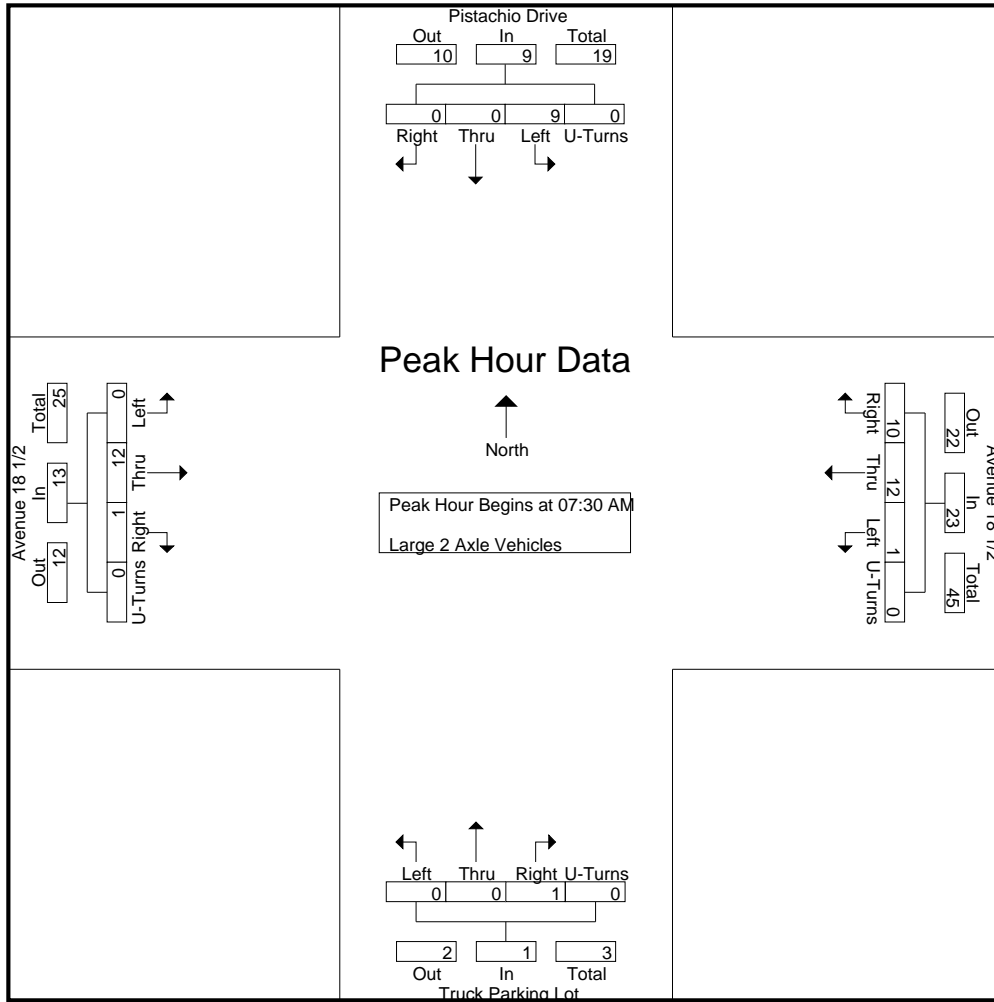 Pistachio Drive
Out In Total
10 9 19
0 0 9 0
Right Thru Left U-Turns
Peak Hour Data
North
Peak Hour Begins at 07:30 AM
Large 2 Axle Vehicles
Avenue 18 1/2
Out In Total
12 13 25
0 1 12 0
U-Turns Right Thru Left
Avenue 18 1/2
Out In Total
22 23 45
10 12 1 0
Right Thru Left U-Turns
Left Thru Right U-Turns
0 0 1 0
2 1 3
Out In Total
Truck Parking Lot